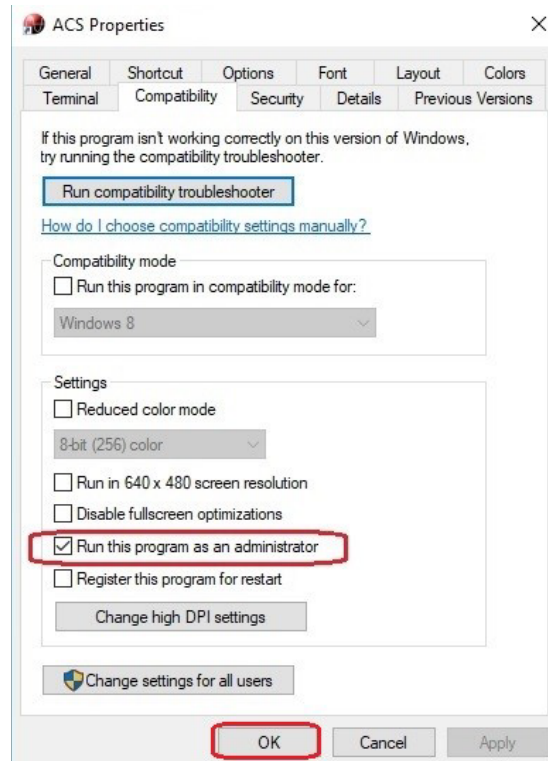 ACS Properties
General Shortcut Options Font Layout Colors
Terminal Compatibility Security Details Previous Versions
If this program isn't working correctly on this version of Windows,
try running the compatibility troubleshooter.
Run compatibility troubleshooter
How do I choose compatibility settings manually?
Compatibility mode
Run this program in compatibility mode for:
Windows 8
Settings
Reduced color mode
8-bit (256) color
Run in 640 x 480 screen resolution
Disable fullscreen optimizations
Run this program as an administrator
Register this program for restart
Change high DPI settings
Change settings for all users
OK Cancel Apply